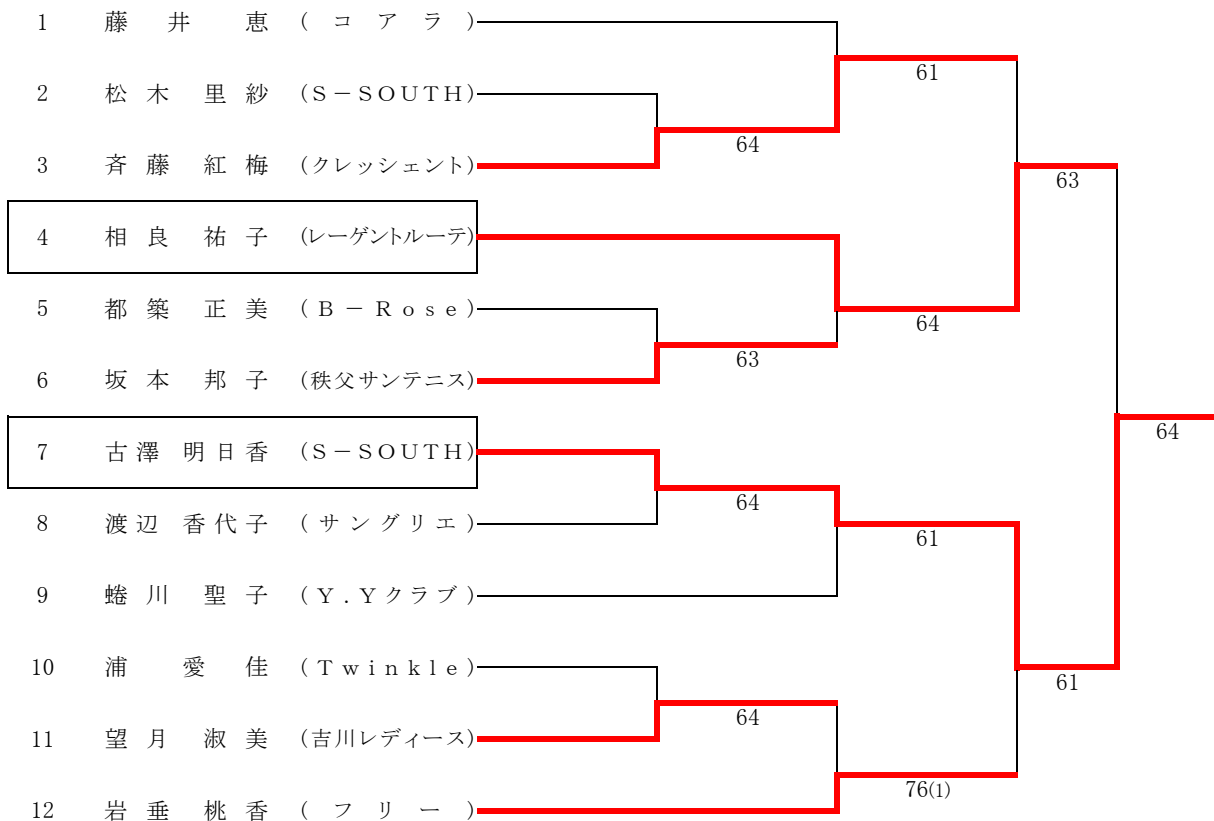 1 藤井 恵 (コアラ)
61
2 松木 里紗 (S-SOUTH)
64
3 斉藤 紅梅 (クレッシェント)
63
4 相良 祐子 (レーゲントルーテ)
5 都築 正美 (B-Rose)
64
63
6 坂本 邦子 (秩父サンテニス)
64
7 古澤 明日香 (S-SOUTH)
64
8 渡辺 香代子 (サングリエ)
61
9 蜷川 聖子 (Y.Yクラブ)
10 浦 愛佳 (Twinkle)
61
64
11 望月 淑美 (吉川レディース)
76(1)
12 岩垂 桃香 (フリー)